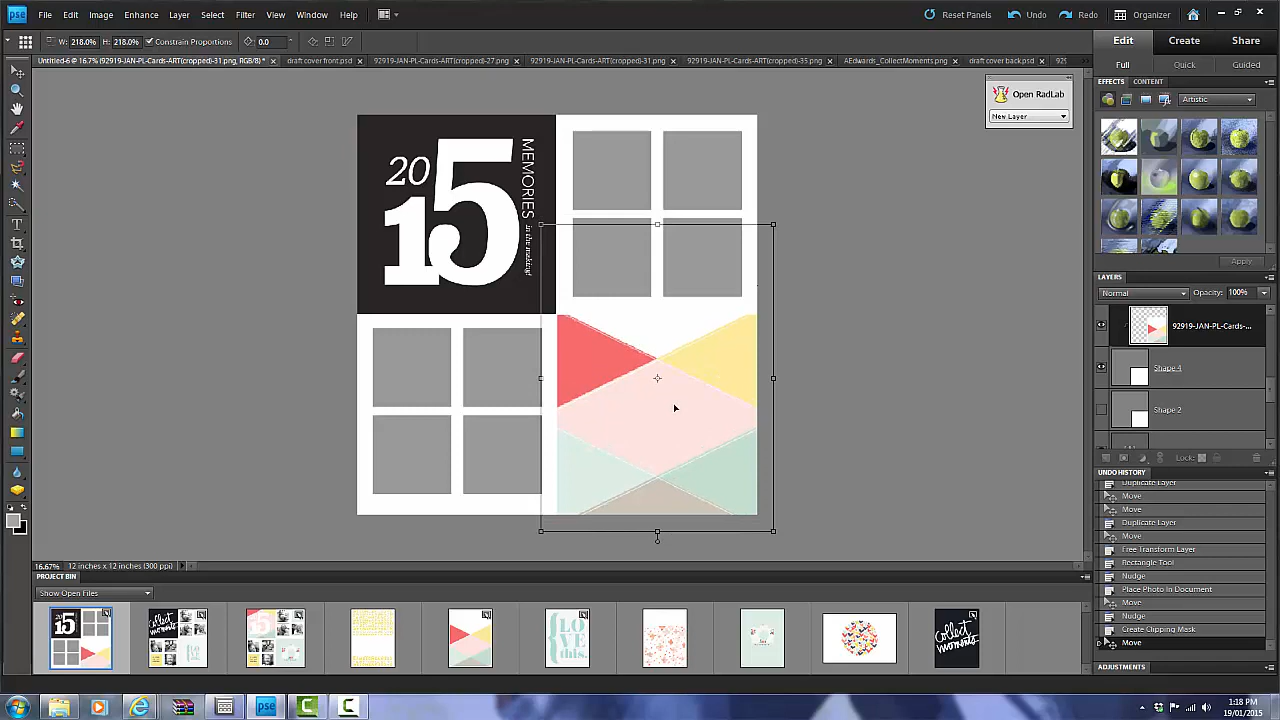 pse File Edit Image Enhance Layer Select Filter View Window Help Reset Panels Undo Redo Organizer
W: 218.0% H: 218.0% Constrain Proportions 0.0
Edit Create Share
Untitled-6 @ 16.7% (92919-JAN-PL-Cards-ART(cropped)-31.png, RGB/8) * × draft cover front.psd × 92919-JAN-PL-Cards-ART(cropped)-27.png × 92919-JAN-PL-Cards-ART(cropped)-31.png × 92919-JAN-PL-Cards-ART(cropped)-35.png × AEdwards_CollectMoments.png × draft cover back.psd × 92
Full Quick Guided
EFFECTS CONTENT
Open RadLab
New Layer
Artistic
2015
MEMORIES
in the making!
Apply
LAYERS
Normal Opacity: 100%
92919-JAN-PL-Cards-...
Shape 4
Shape 2
Lock:
UNDO HISTORY
Duplicate Layer
Move
Move
Duplicate Layer
Move
Free Transform Layer
Rectangle Tool
Nudge
Place Photo In Document
Move
Nudge
Create Clipping Mask
Move
ADJUSTMENTS
16.67% 12 inches x 12 inches (300 ppi)
PROJECT BIN
Show Open Files
15
LOVE
this.
pse
1:18 PM
19/01/2015